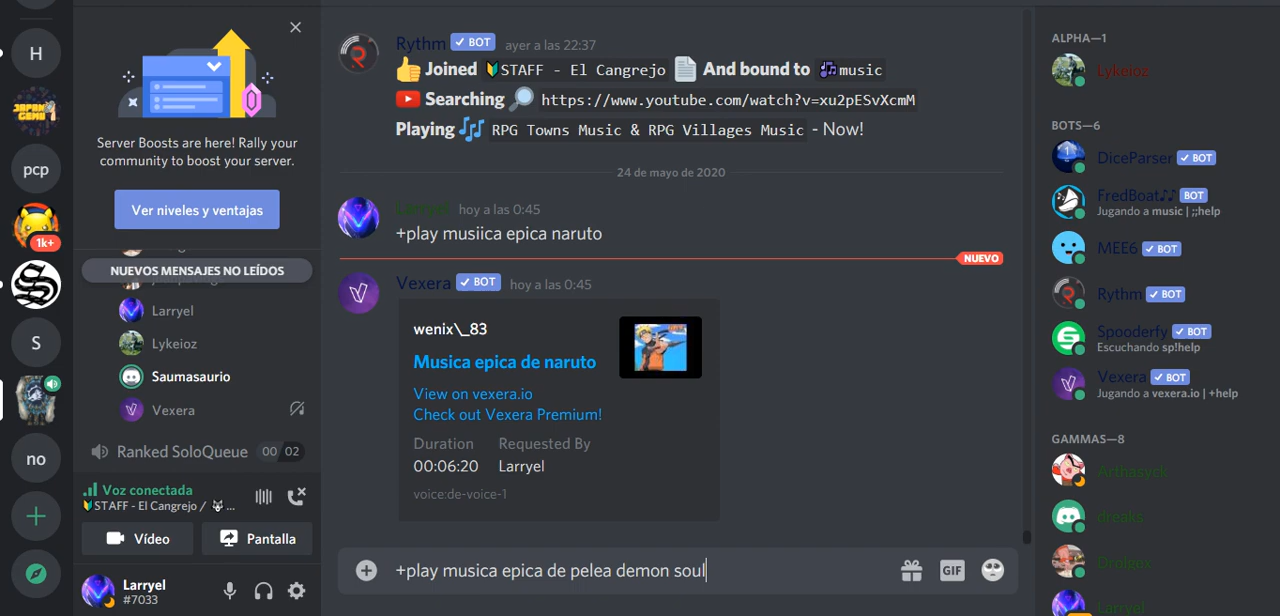 H
JAPAN
pcp
1k+
S
no
Server Boosts are here! Rally your
community to boost your server.
Ver niveles y ventajas
NUEVOS MENSAJES NO LEÍDOS
Larryel
Lykeioz
Saumasaurio
Vexera
Ranked SoloQueue 00 02
Voz conectada
STAFF - El Cangrejo / ...
Vídeo
Pantalla
Larryel
#7033
Rythm BOT ayer a las 22:37
Joined STAFF - El Cangrejo And bound to music
Searching https://www.youtube.com/watch?v=xu2pESvXcmM
Playing RPG Towns Music & RPG Villages Music - Now!
24 de mayo de 2020
Larryel hoy a las 0:45
+play musiica epica naruto
NUEVO
Vexera BOT hoy a las 0:45
wenix\_83
Musica epica de naruto
View on vexera.io
Check out Vexera Premium!
Duration Requested By
00:06:20 Larryel
voice:de-voice-1
+play musica epica de pelea demon soul
GIF
ALPHA—1
Lykeioz
BOTS—6
DiceParser BOT
FredBoat♪♪ BOT
Jugando a music | ;;help
MEE6 BOT
Rythm BOT
Spooderfy BOT
Escuchando sp!help
Vexera BOT
Jugando a vexera.io | +help
GAMMAS—8
Arthasyck
dreaks
Drolxox
Larryel